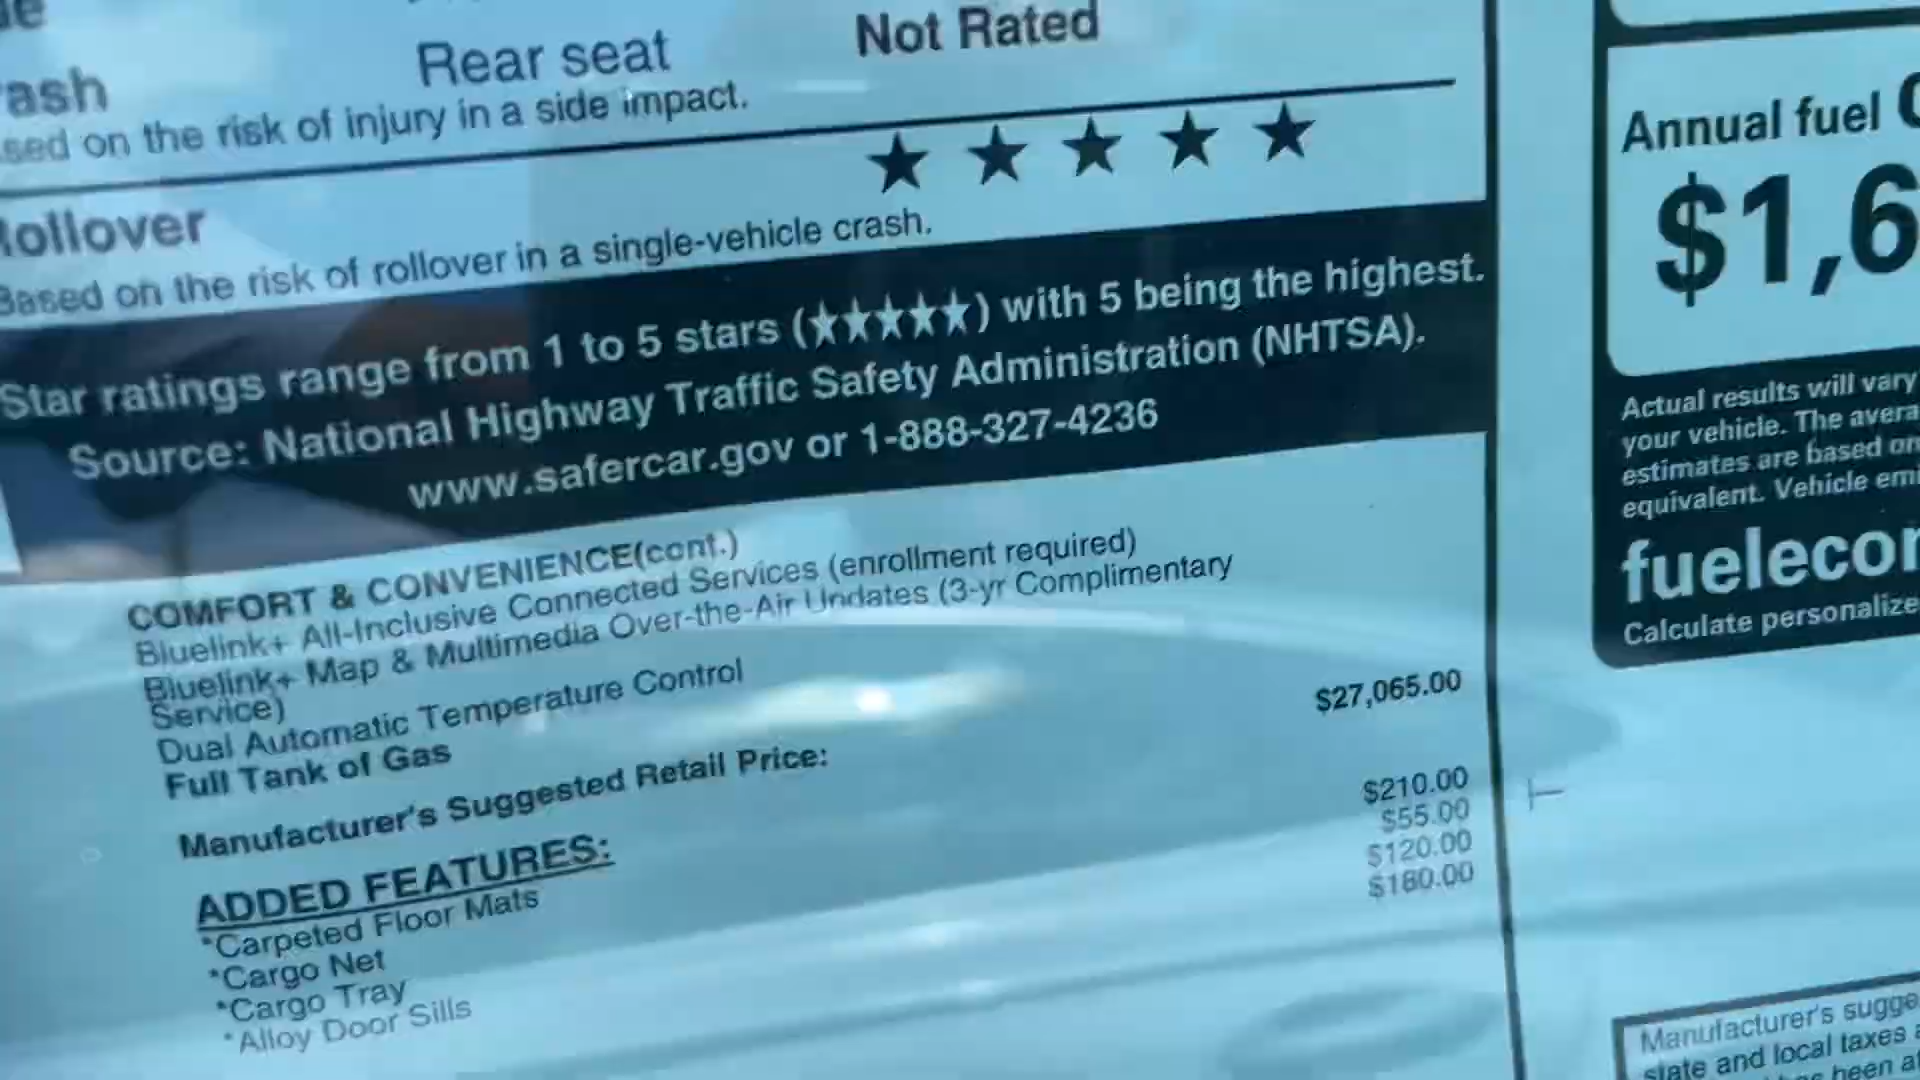 Rear seat Not Rated
ash
sed on the risk of injury in a side impact.
Rollover ★ ★ ★ ★ ★
Based on the risk of rollover in a single-vehicle crash.
Star ratings range from 1 to 5 stars (★★★★★) with 5 being the highest.
Source: National Highway Traffic Safety Administration (NHTSA).
www.safercar.gov or 1-888-327-4236
COMFORT & CONVENIENCE(cont.)
Bluelink+ All-Inclusive Connected Services (enrollment required)
Bluelink+ Map & Multimedia Over-the-Air Updates (3-yr Complimentary
Service)
Dual Automatic Temperature Control
Full Tank of Gas
Manufacturer's Suggested Retail Price: $27,065.00
ADDED FEATURES:
*Carpeted Floor Mats $210.00
*Cargo Net $55.00
*Cargo Tray $120.00
*Alloy Door Sills $180.00
Annual fuel
$1,6
Actual results will vary
your vehicle. The avera
estimates are based on
equivalent. Vehicle emi
fuelecon
Calculate personalize
Manufacturer's sugge
state and local taxes
been a